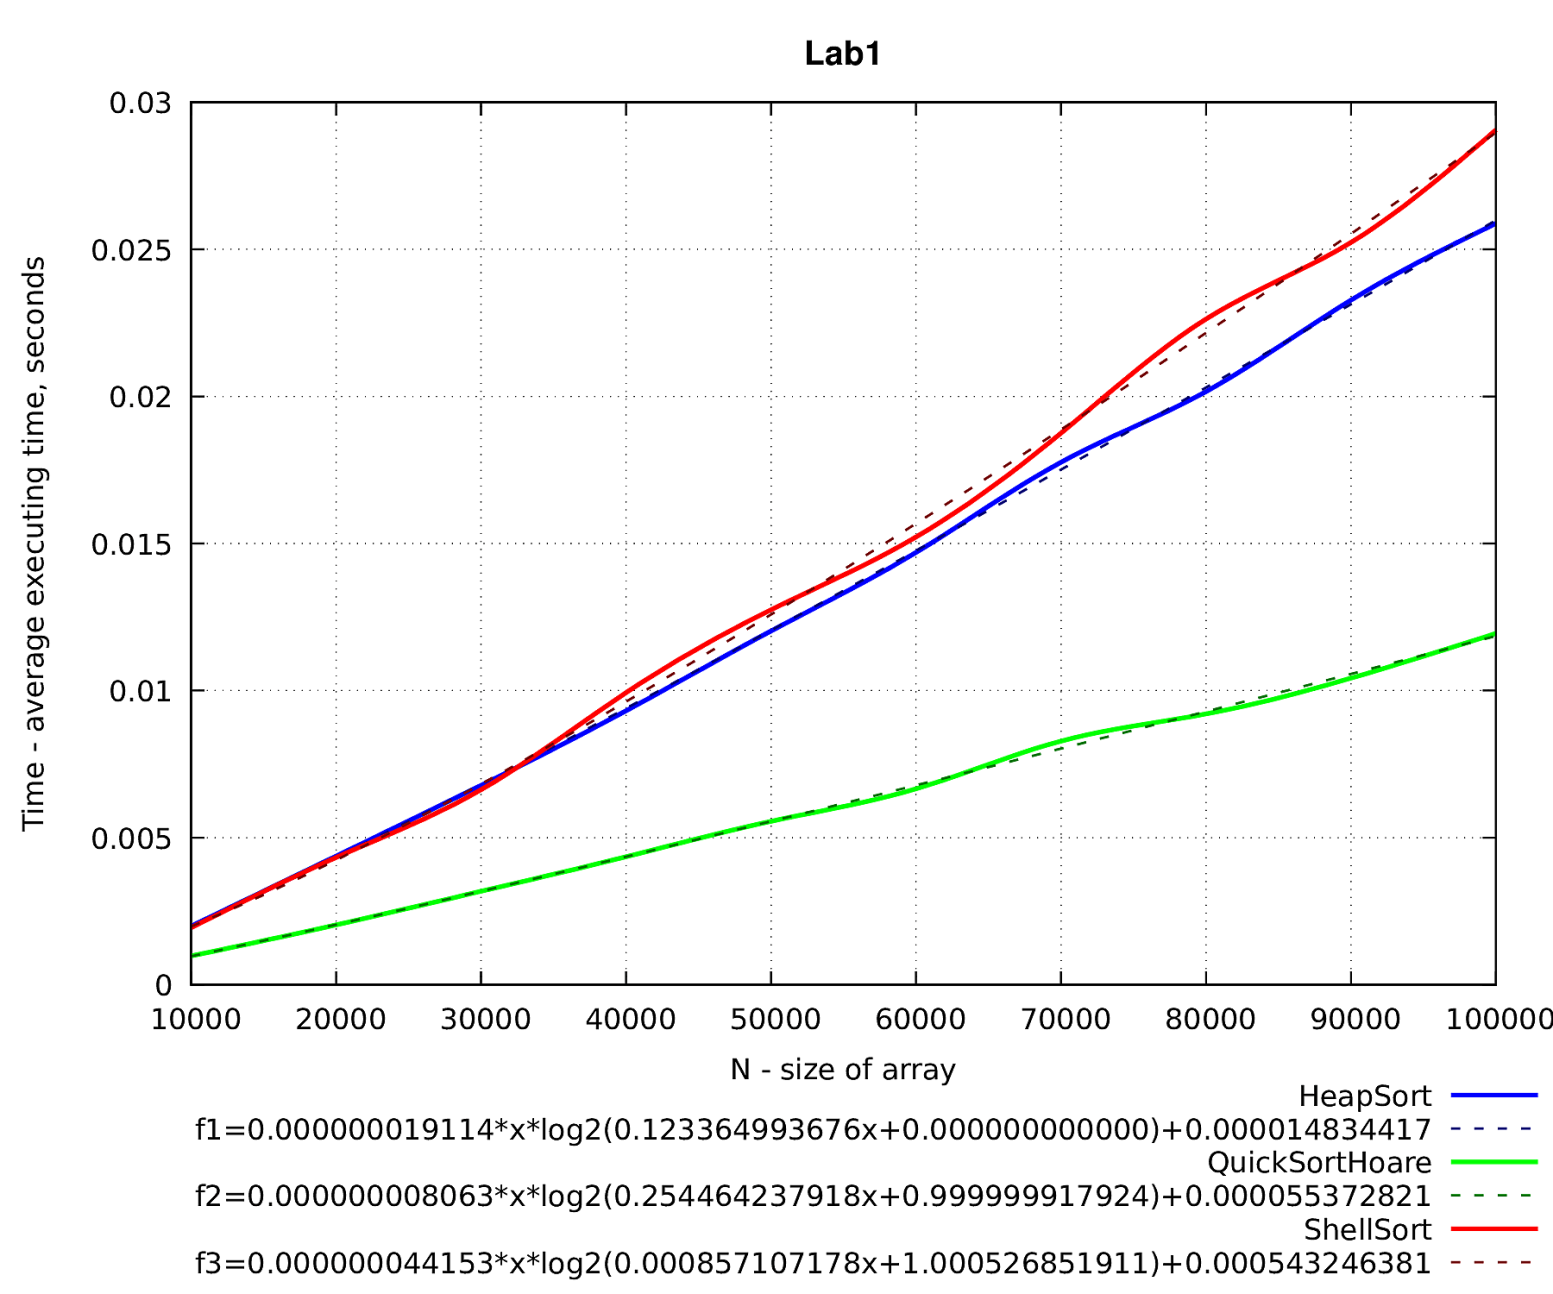 Lab1
0.03
0.025
0.02
0.015
0.01
0.005
0
Time - average executing time, seconds
10000 20000 30000 40000 50000 60000 70000 80000 90000 100000
N - size of array
HeapSort
f1=0.000000019114*x*log2(0.123364993676x+0.000000000000)+0.000014834417
QuickSortHoare
f2=0.000000008063*x*log2(0.254464237918x+0.999999917924)+0.000055372821
ShellSort
f3=0.000000044153*x*log2(0.000857107178x+1.000526851911)+0.000543246381